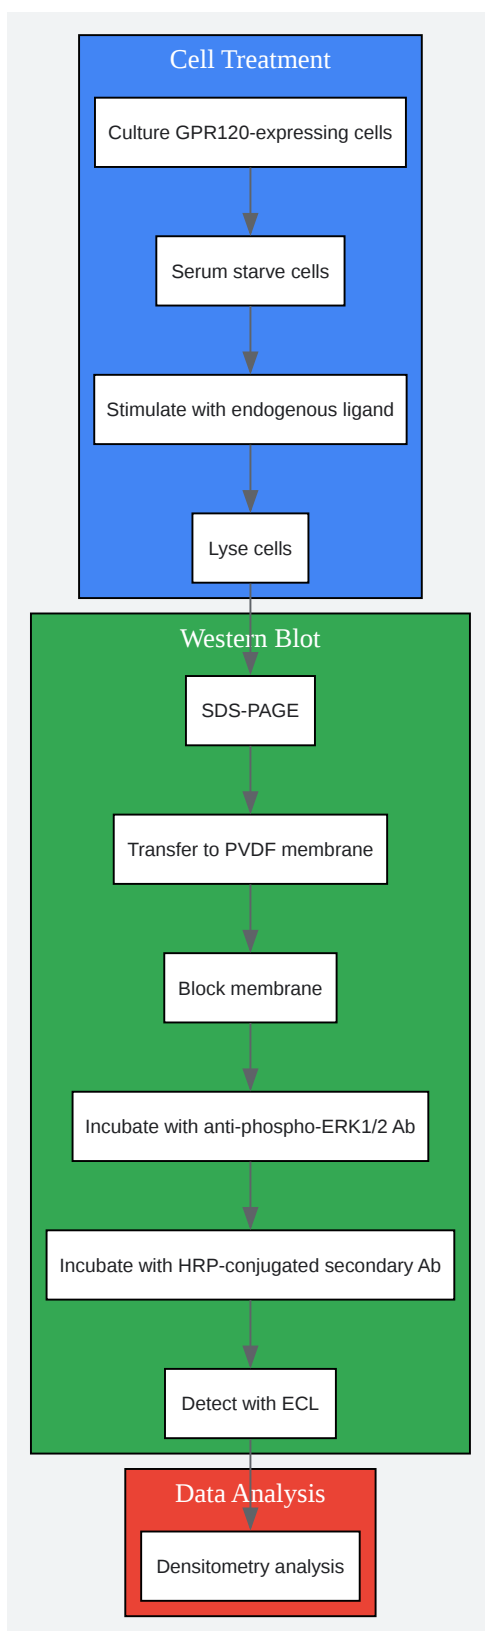 Cell Treatment
Culture GPR120-expressing cells
Serum starve cells
Stimulate with endogenous ligand
Lyse cells
Western Blot
SDS-PAGE
Transfer to PVDF membrane
Block membrane
Incubate with anti-phospho-ERK1/2 Ab
Incubate with HRP-conjugated secondary Ab
Detect with ECL
Data Analysis
Densitometry analysis